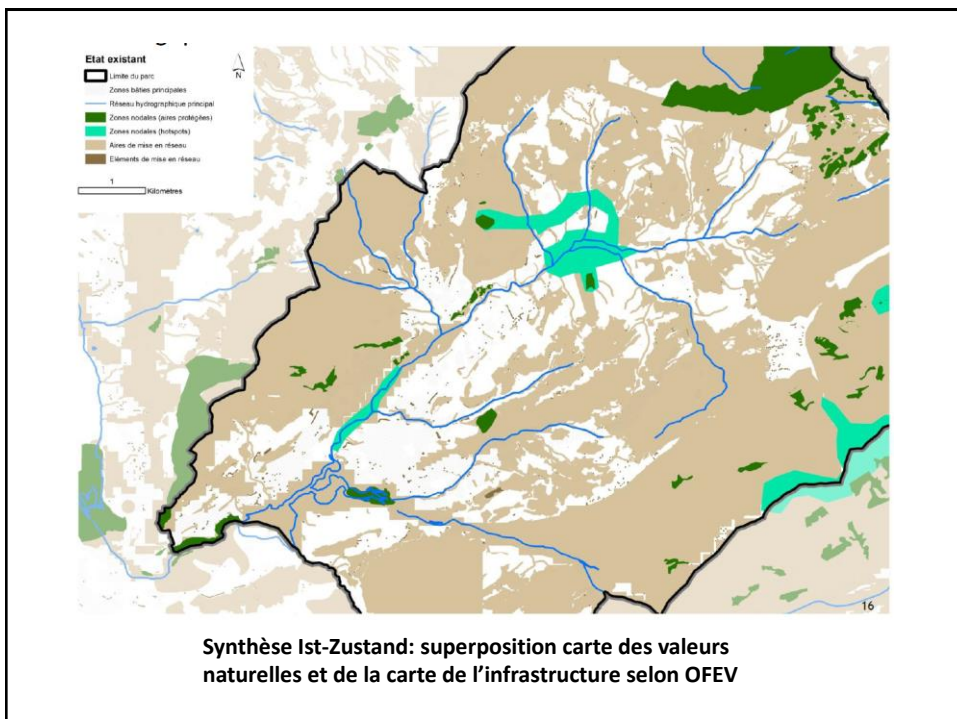 Etat existant
N
Limite du parc
Zones bâties principales
Réseau hydrographique principal
Zones nodales (aires protégées)
Zones nodales (hotspots)
Aires de mise en réseau
Eléments de mise en réseau
1
Kilomètres
16
Synthèse Ist-Zustand: superposition carte des valeurs
naturelles et de la carte de l’infrastructure selon OFEV